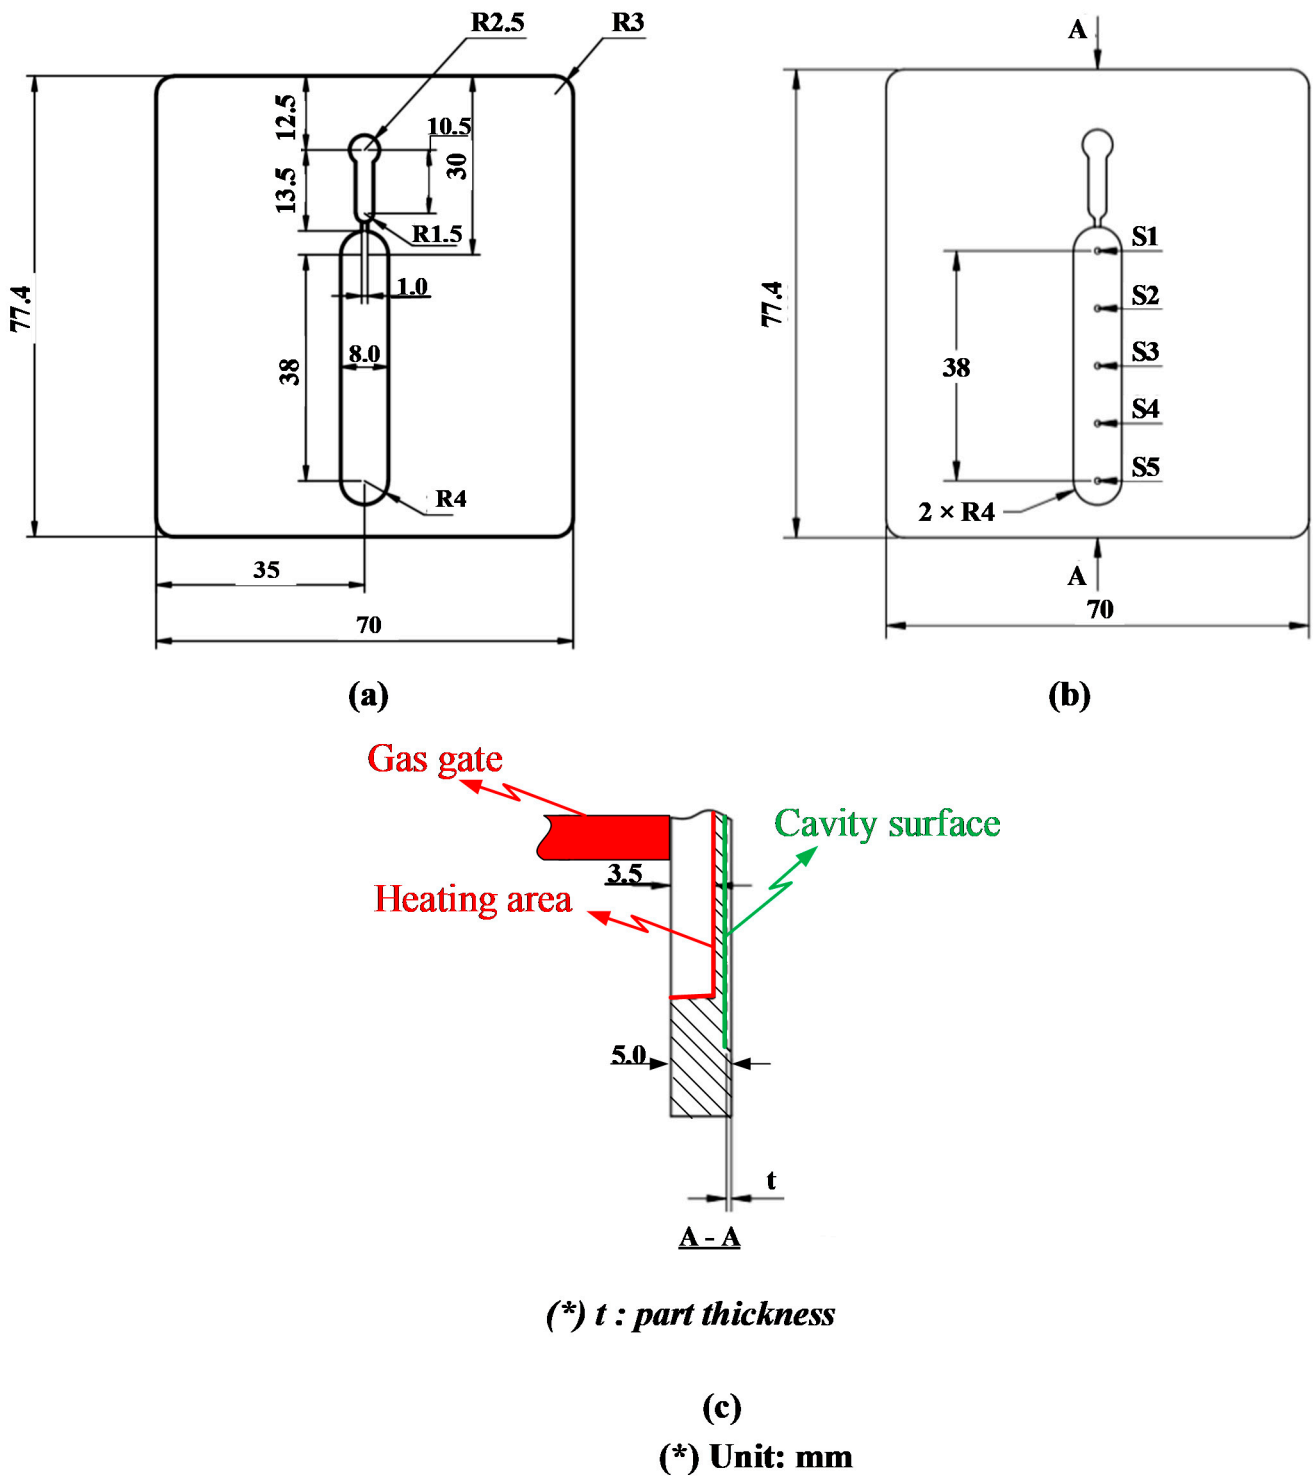 R2.5
R3
12.5
10.5
30
13.5
R1.5
1.0
77.4
8.0
38
R4
35
70
(a)
A
S1
S2
77.4
S3
38
S4
S5
2 × R4
A
70
(b)
Gas gate
Cavity surface
3.5
Heating area
5.0
t
A - A
(*) t : part thickness
(c)
(*) Unit: mm